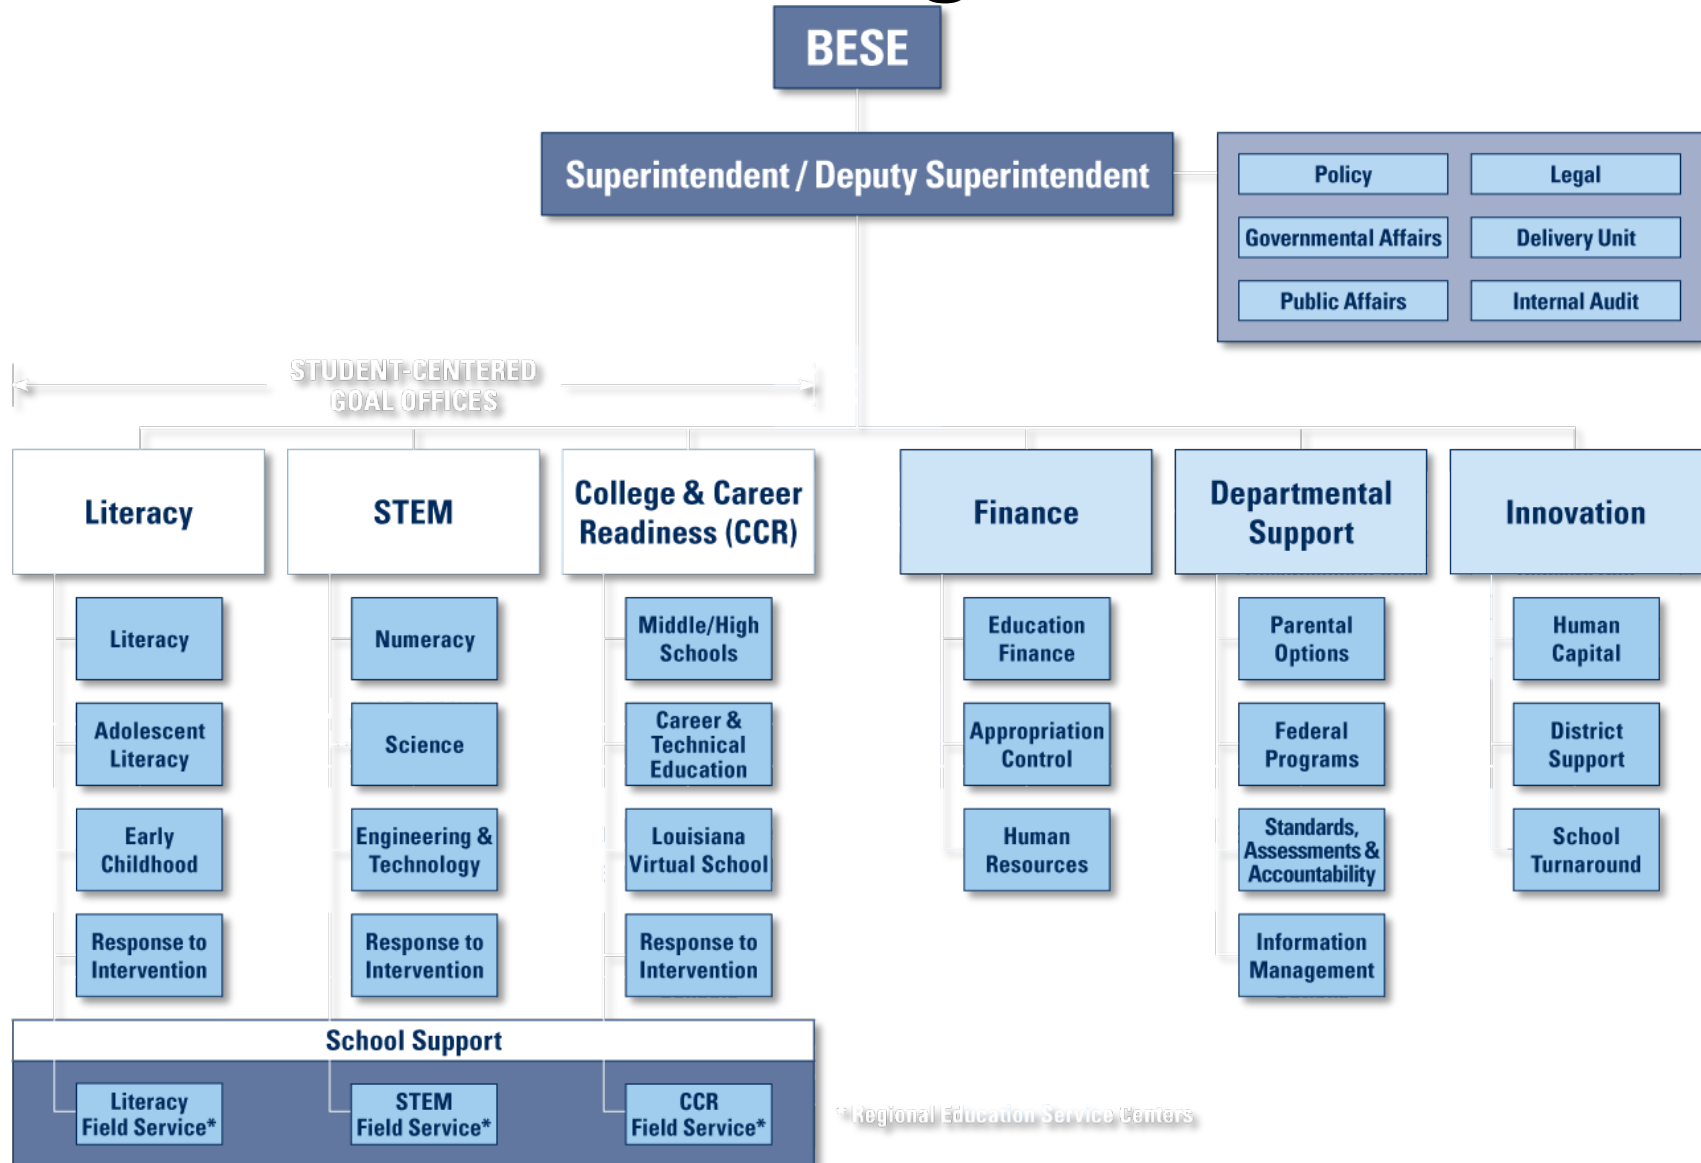 BESE
Superintendent / Deputy Superintendent
Policy
Legal
Governmental Affairs
Delivery Unit
Public Affairs
Internal Audit
STUDENT-CENTERED
GOAL OFFICES
Literacy
STEM
College & Career
Readiness (CCR)
Finance
Departmental
Support
Innovation
Literacy
Adolescent
Literacy
Early
Childhood
Response to
Intervention
Numeracy
Science
Engineering &
Technology
Response to
Intervention
Middle/High
Schools
Career &
Technical
Education
Louisiana
Virtual School
Response to
Intervention
Education
Finance
Appropriation
Control
Human
Resources
Parental
Options
Federal
Programs
Standards,
Assessments &
Accountability
Information
Management
Human
Capital
District
Support
School
Turnaround
School Support
Literacy
Field Service*
STEM
Field Service*
CCR
Field Service*
* Regional Education Service Centers